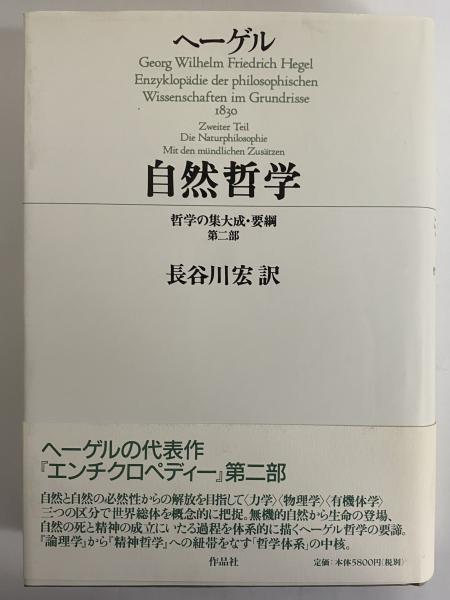 ヘーゲル
Georg Wilhelm Friedrich Hegel
Enzyklopädie der philosophischen
Wissenschaften im Grundrisse
1830
Zweiter Teil
Die Naturphilosophie
Mit den mündlichen Zusätzen
自然哲学
哲学の集大成・要綱
第二部
長谷川宏 訳
ヘーゲルの代表作
『エンチクロペディー』第二部
自然と自然の必然性からの解放を目指して〈力学〉〈物理学〉〈有機体学〉
三つの区分で世界総体を概念的に把捉。無機的自然から生命の登場、
自然の死と精神の成立にいたる過程を体系的に描くヘーゲル哲学の要諦。
『論理学』から『精神哲学』への紐帯をなす「哲学体系」の中核。
作品社
定価：本体5800円(税別)